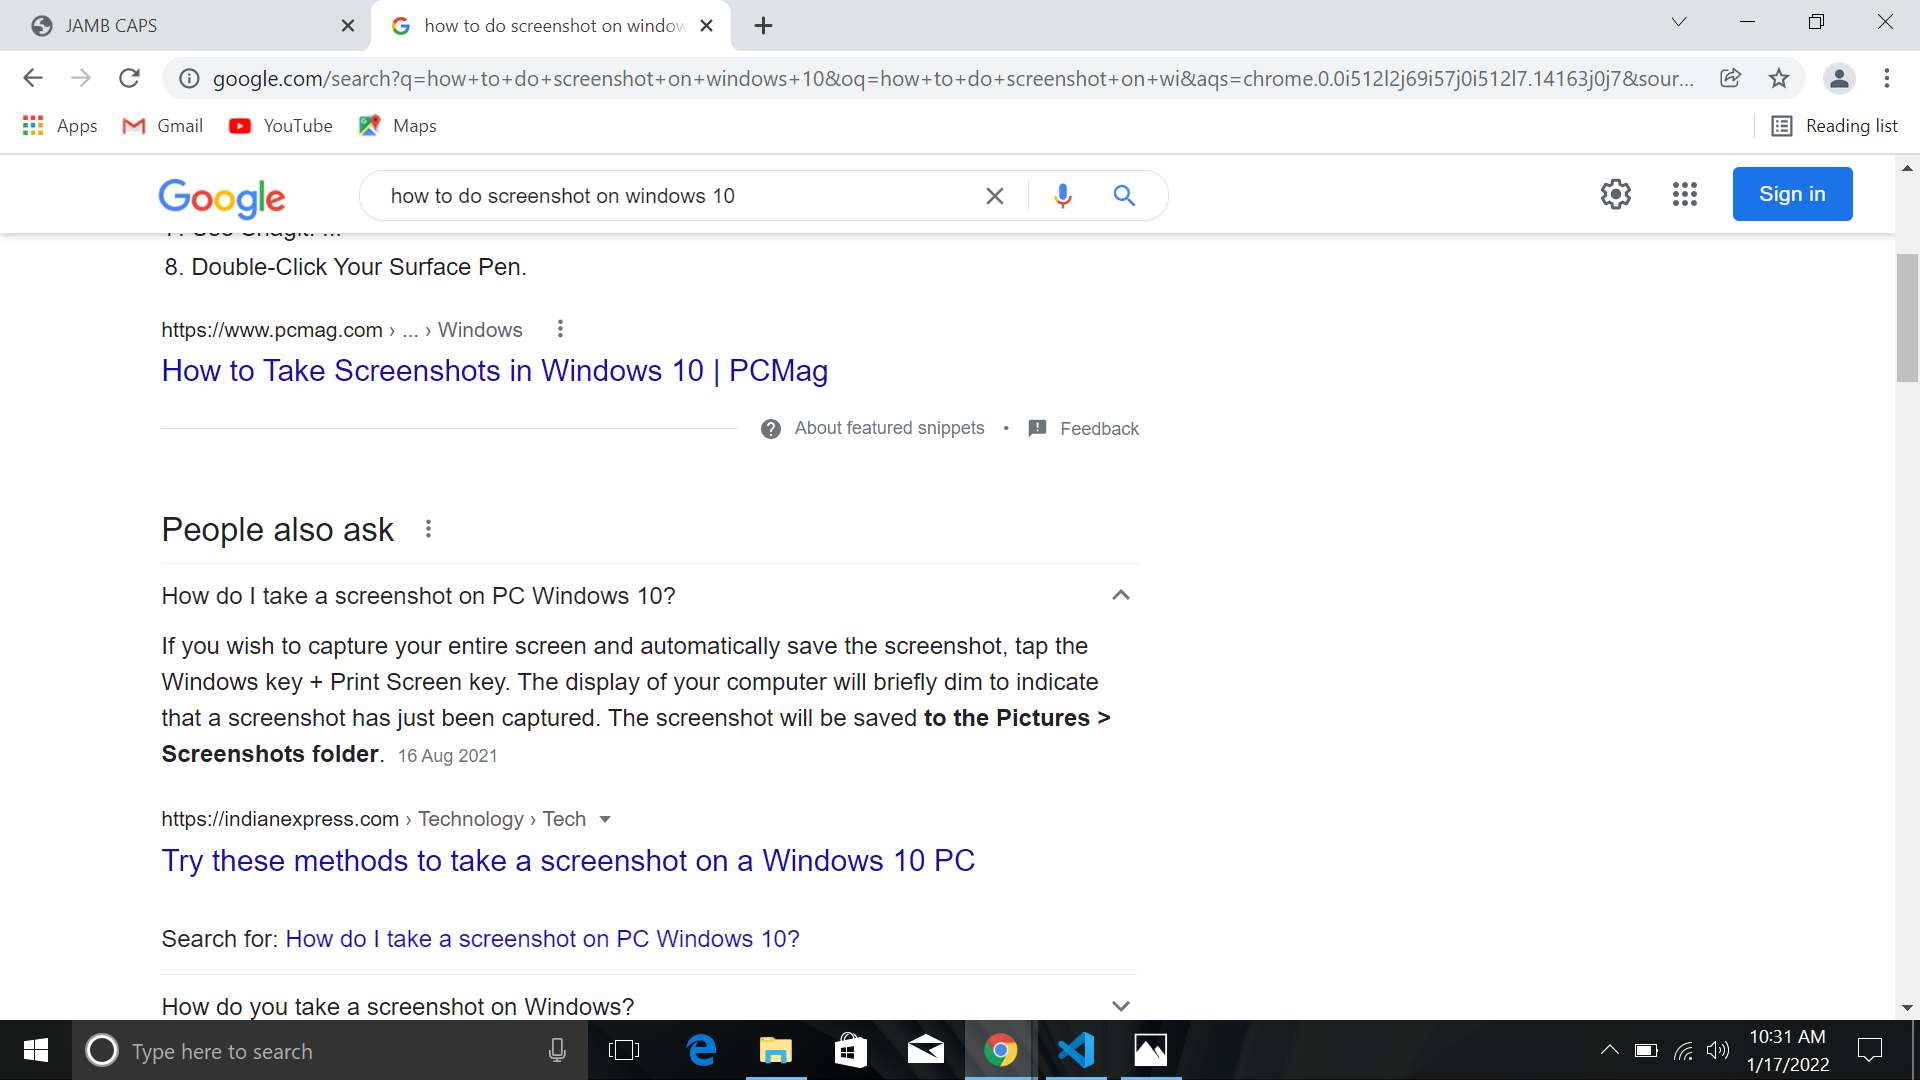 JAMB CAPS
how to do screenshot on window
google.com/search?q=how+to+do+screenshot+on+windows+10&oq=how+to+do+screenshot+on+wi&aqs=chrome.0.0i512l2j69i57j0i512l7.14163j0j7&sour...
Apps
Gmail
YouTube
Maps
Reading list
Google
how to do screenshot on windows 10
Sign in
7. Use Snagit. ...
8. Double-Click Your Surface Pen.
https://www.pcmag.com › ... › Windows
How to Take Screenshots in Windows 10 | PCMag
About featured snippets • Feedback
People also ask
How do I take a screenshot on PC Windows 10?
If you wish to capture your entire screen and automatically save the screenshot, tap the
Windows key + Print Screen key. The display of your computer will briefly dim to indicate
that a screenshot has just been captured. The screenshot will be saved to the Pictures >
Screenshots folder. 16 Aug 2021
https://indianexpress.com › Technology › Tech
Try these methods to take a screenshot on a Windows 10 PC
Search for: How do I take a screenshot on PC Windows 10?
How do you take a screenshot on Windows?
Type here to search
10:31 AM
1/17/2022